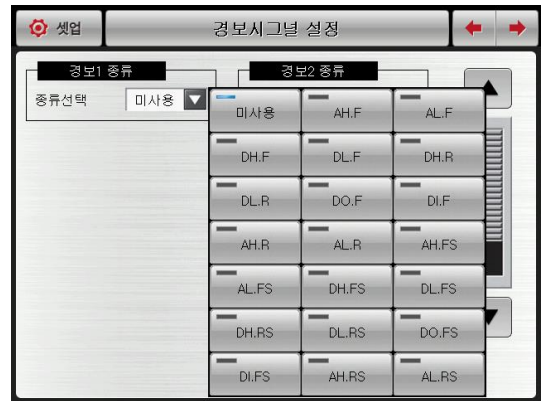 셋업
경보시그널 설정
경보1 종류
경보2 종류
종류선택 미사용
미사용 AH.F AL.F
DH.F DL.F DH.R
DL.R DO.F DI.F
AH.R AL.R AH.FS
AL.FS DH.FS DL.FS
DH.RS DL.RS DO.FS
DI.FS AH.RS AL.RS